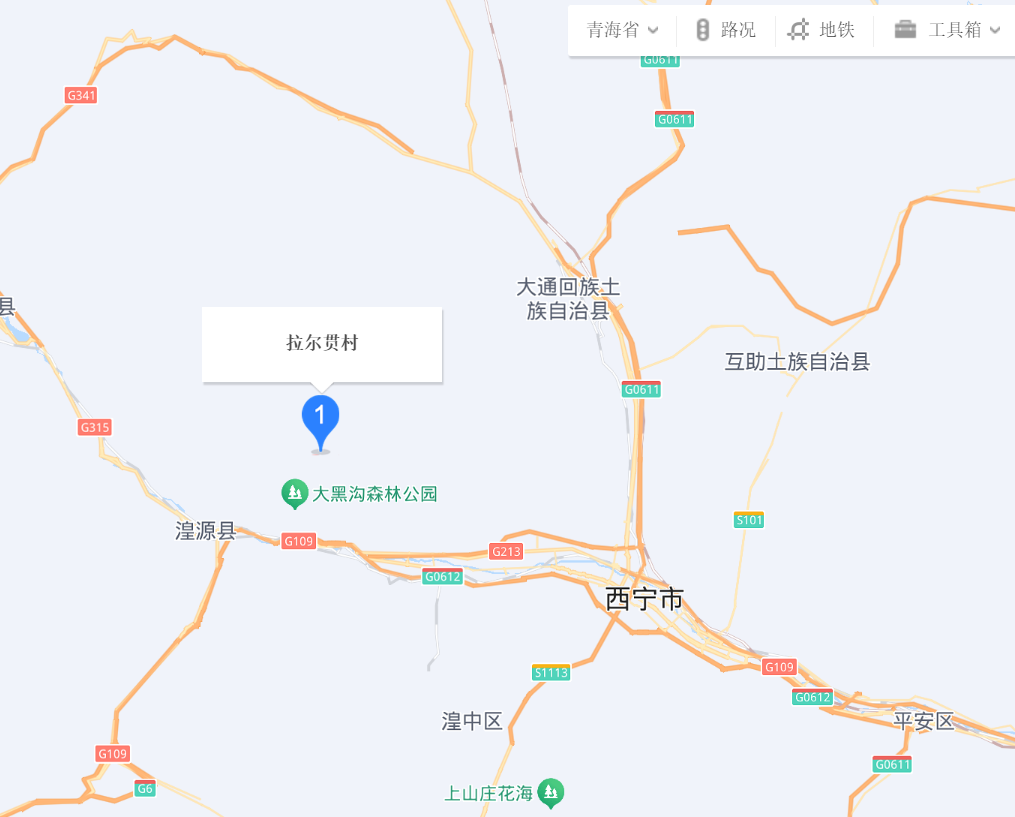 青海省
路况
地铁
工具箱
G0611
G341
G0611
大通回族土
族自治县
县
拉尔贯村
互助土族自治县
G0611
1
G315
大黑沟森林公园
S101
湟源县
G109
G213
G0612
西宁市
G109
S1113
G0612
湟中区
平安区
G109
G0611
G6
上山庄花海